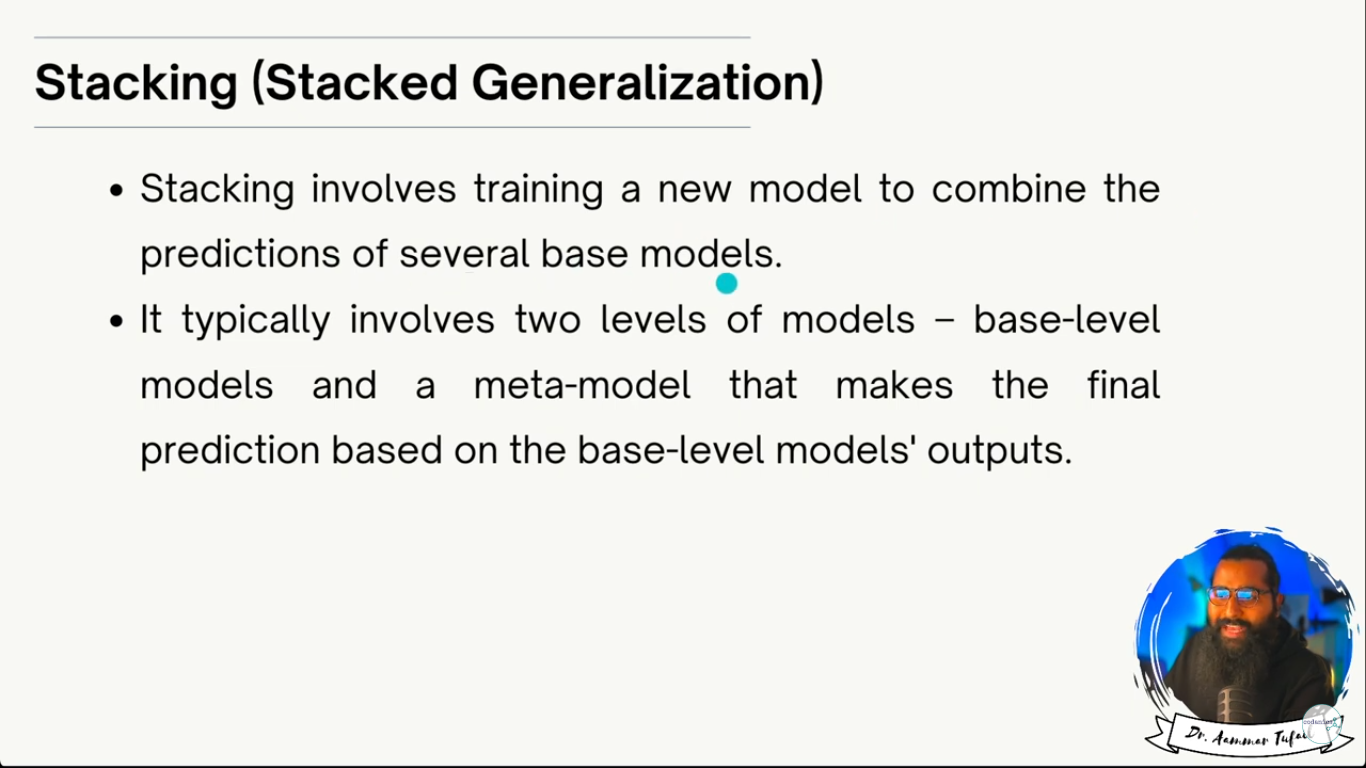 Stacking (Stacked Generalization)
• Stacking involves training a new model to combine the
predictions of several base models.
• It typically involves two levels of models – base-level
models and a meta-model that makes the final
prediction based on the base-level models' outputs.
Dr. Aammar Tufail